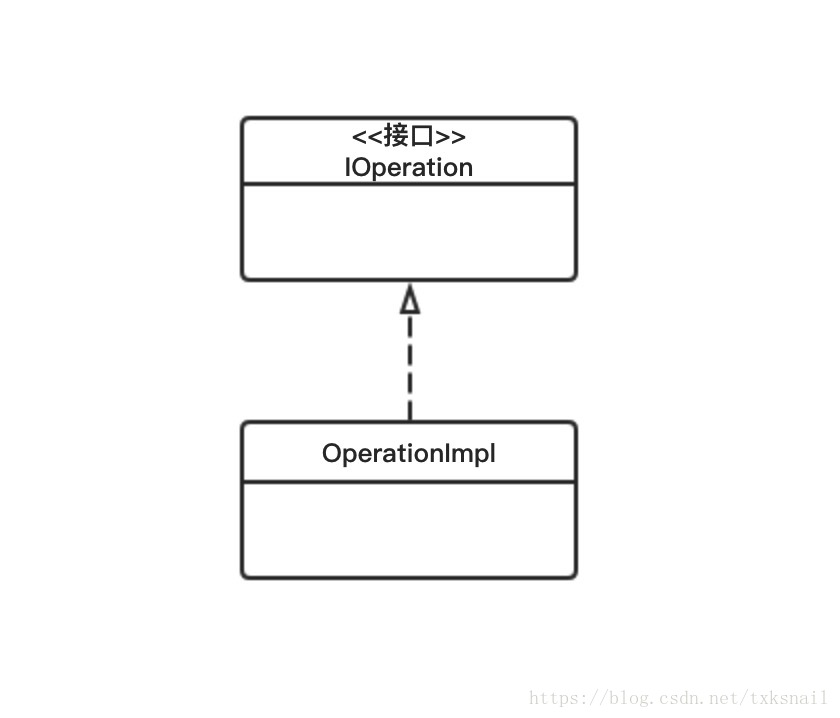 <<接口>>
IOperation
OperationImpl
https://blog.csdn.net/txksnail